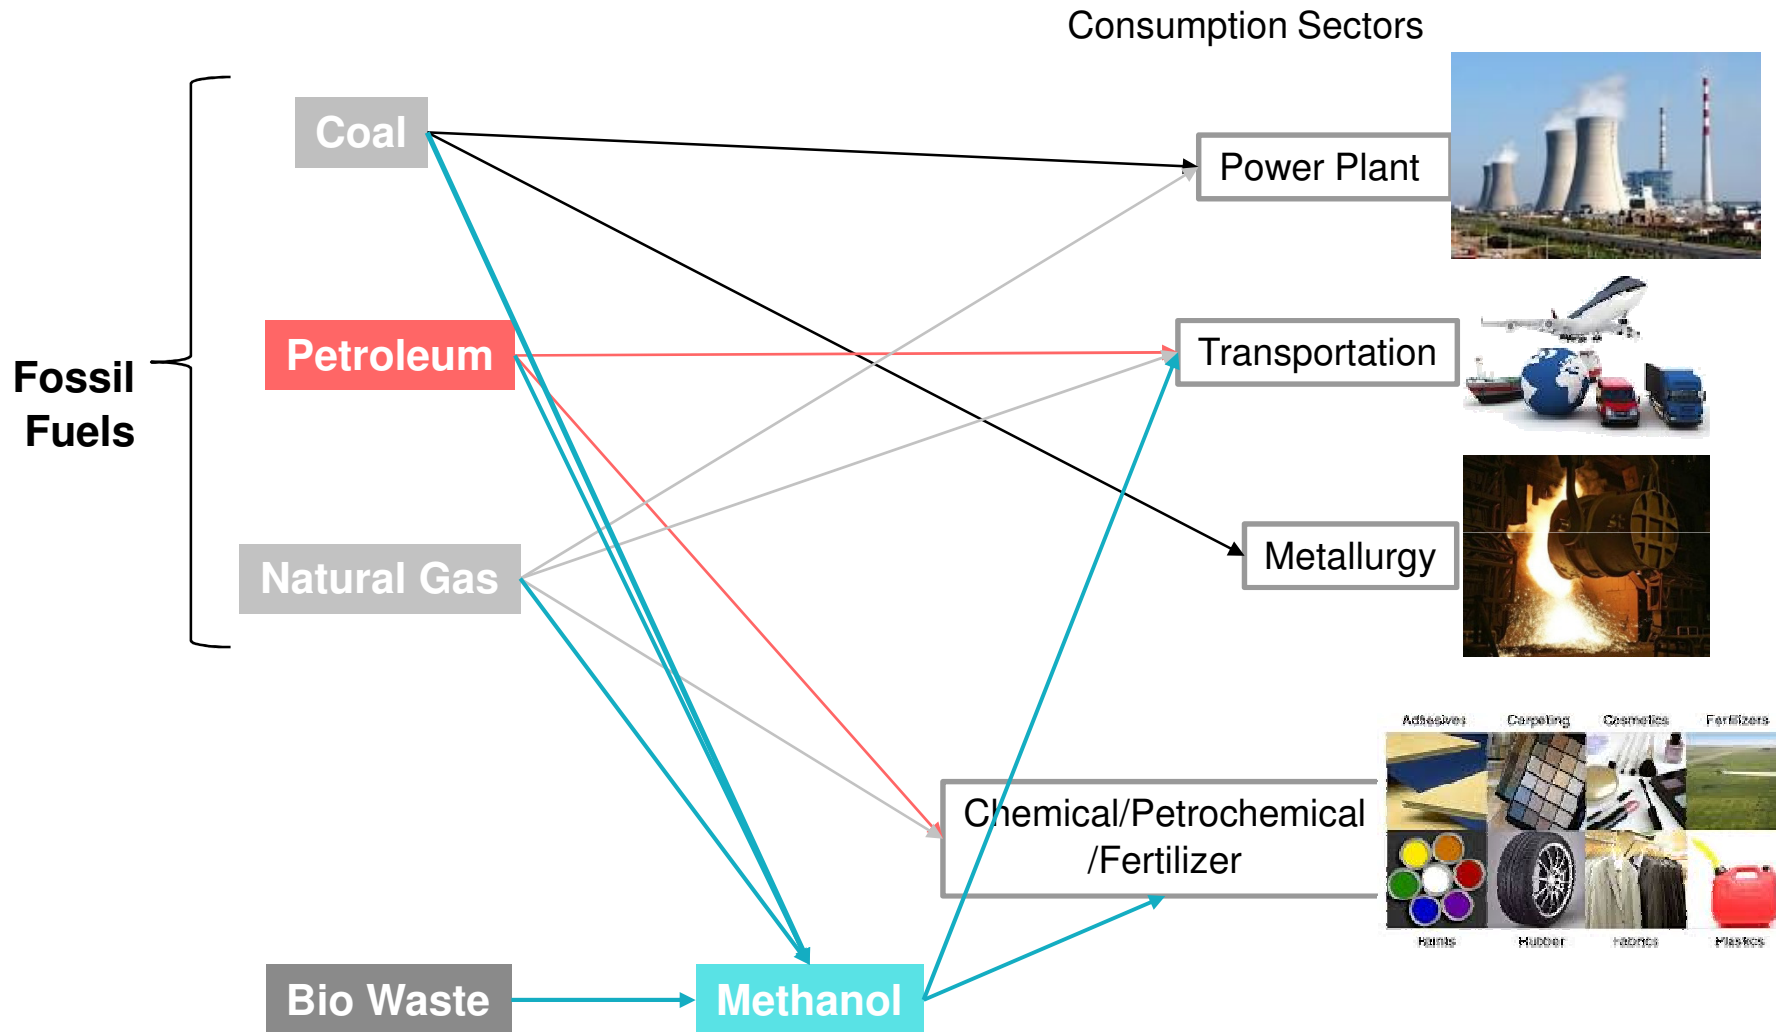 Consumption Sectors
Coal
Power Plant
Petroleum
Transportation
Fossil
Fuels
Natural Gas
Metallurgy
Adhesives Carpeting Cosmetics Fertilizers
Chemical/Petrochemical
/Fertilizer
Paints Rubber Fabrics Plastics
Bio Waste
Methanol